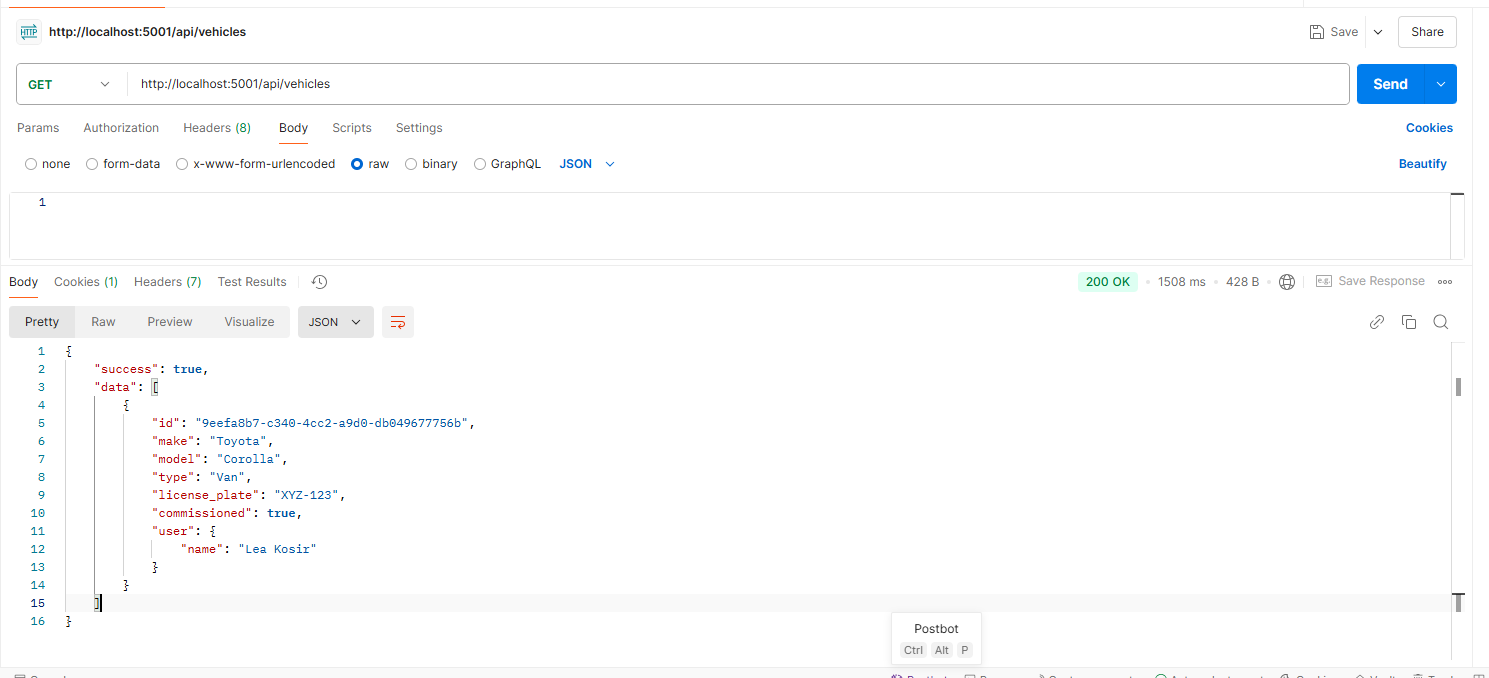 HTTP http://localhost:5001/api/vehicles Save Share
GET http://localhost:5001/api/vehicles Send
Params Authorization Headers (8) Body Scripts Settings Cookies
none form-data x-www-form-urlencoded raw binary GraphQL JSON Beautify
1
Body Cookies (1) Headers (7) Test Results 200 OK • 1508 ms • 428 B • e.g. Save Response
Pretty Raw Preview Visualize JSON
1 {
2 "success": true,
3 "data": [
4 {
5 "id": "9eefa8b7-c340-4cc2-a9d0-db049677756b",
6 "make": "Toyota",
7 "model": "Corolla",
8 "type": "Van",
9 "license_plate": "XYZ-123",
10 "commissioned": true,
11 "user": {
12 "name": "Lea Kosir"
13 }
14 }
15 ]
16 }
Postbot
Ctrl Alt P